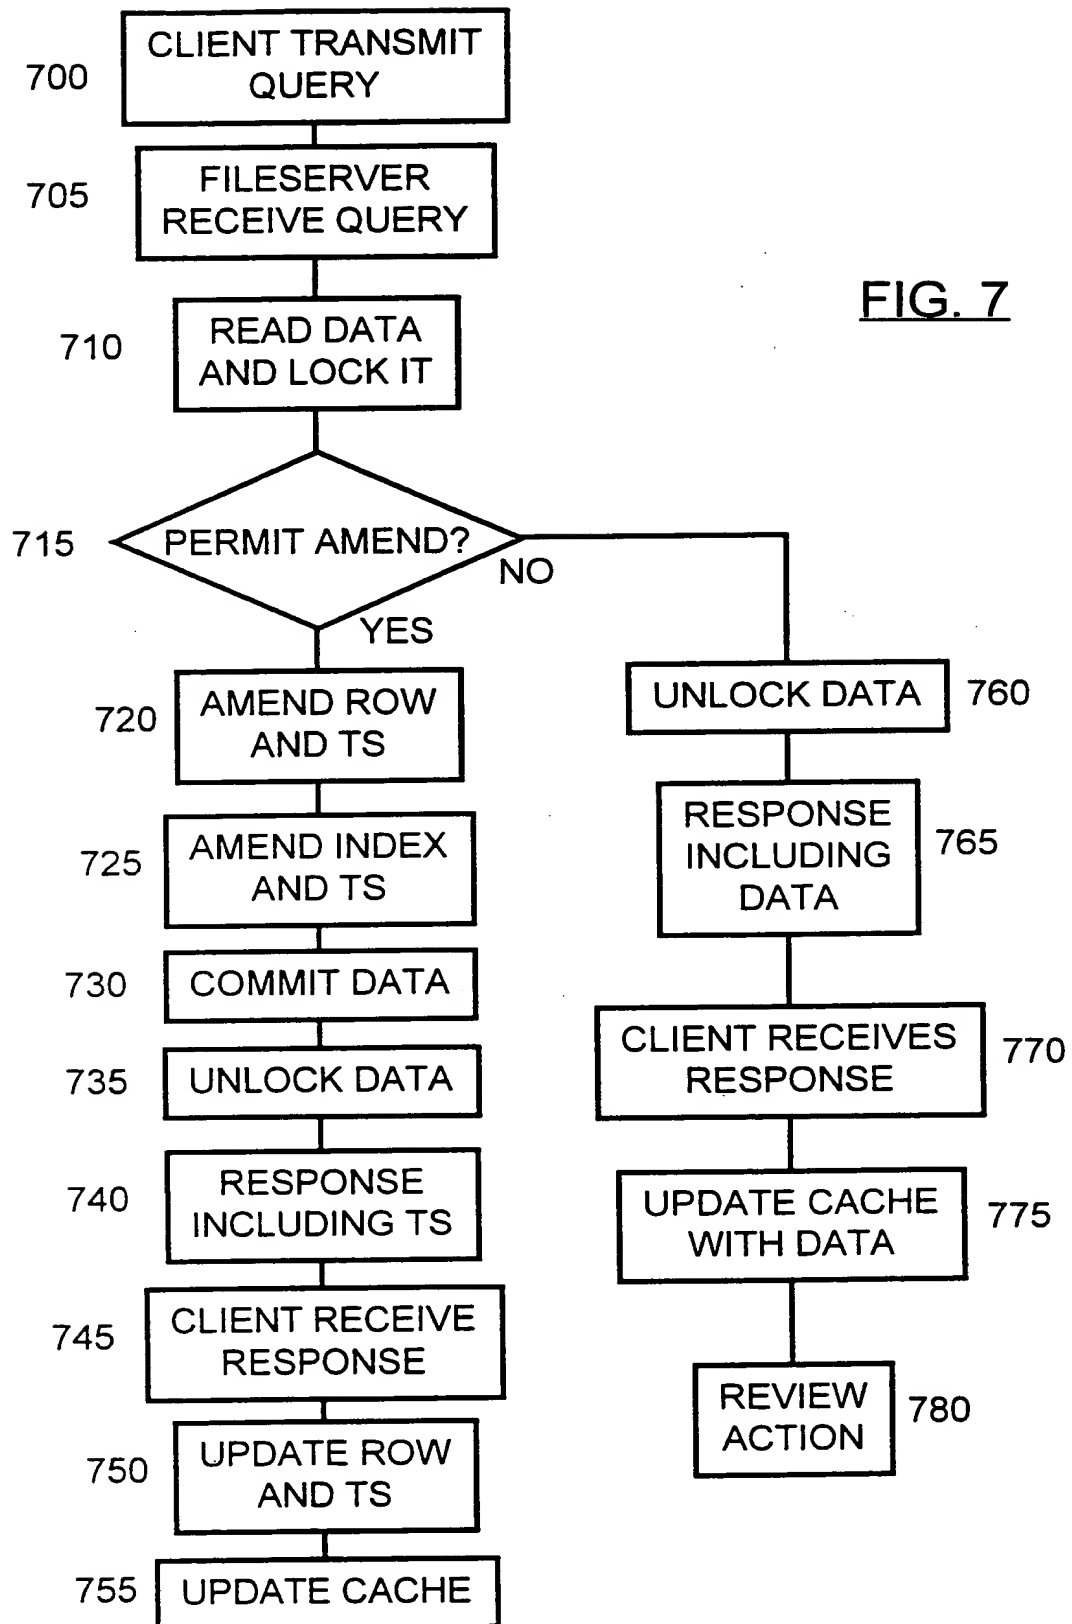 700
CLIENT TRANSMIT
QUERY
705
FILESERVER
RECEIVE QUERY
FIG. 7
710
READ DATA
AND LOCK IT
715
PERMIT AMEND?
NO
YES
720
AMEND ROW
AND TS
725
AMEND INDEX
AND TS
730
COMMIT DATA
735
UNLOCK DATA
740
RESPONSE
INCLUDING TS
745
CLIENT RECEIVE
RESPONSE
750
UPDATE ROW
AND TS
755
UPDATE CACHE
UNLOCK DATA
760
RESPONSE
INCLUDING
DATA
765
CLIENT RECEIVES
RESPONSE
770
UPDATE CACHE
WITH DATA
775
REVIEW
ACTION
780